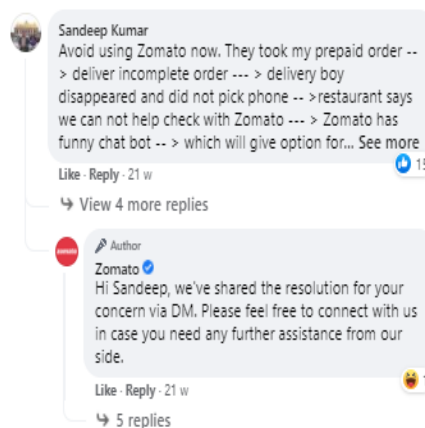 Sandeep Kumar
Avoid using Zomato now. They took my prepaid order --
> deliver incomplete order --- > delivery boy
disappeared and did not pick phone -- >restaurant says
we can not help check with Zomato --- > Zomato has
funny chat bot -- > which will give option for... See more
15
Like · Reply · 21 w
View 4 more replies
Author
zomato
Zomato
Hi Sandeep, we've shared the resolution for your
concern via DM. Please feel free to connect with us
in case you need any further assistance from our
side.
Like · Reply · 21 w
5 replies